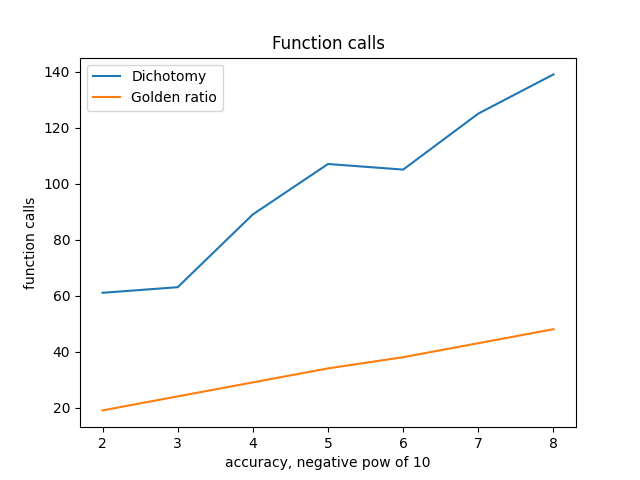 Function calls
Dichotomy
Golden ratio
140
120
100
80
60
40
20
function calls
2 3 4 5 6 7 8
accuracy, negative pow of 10